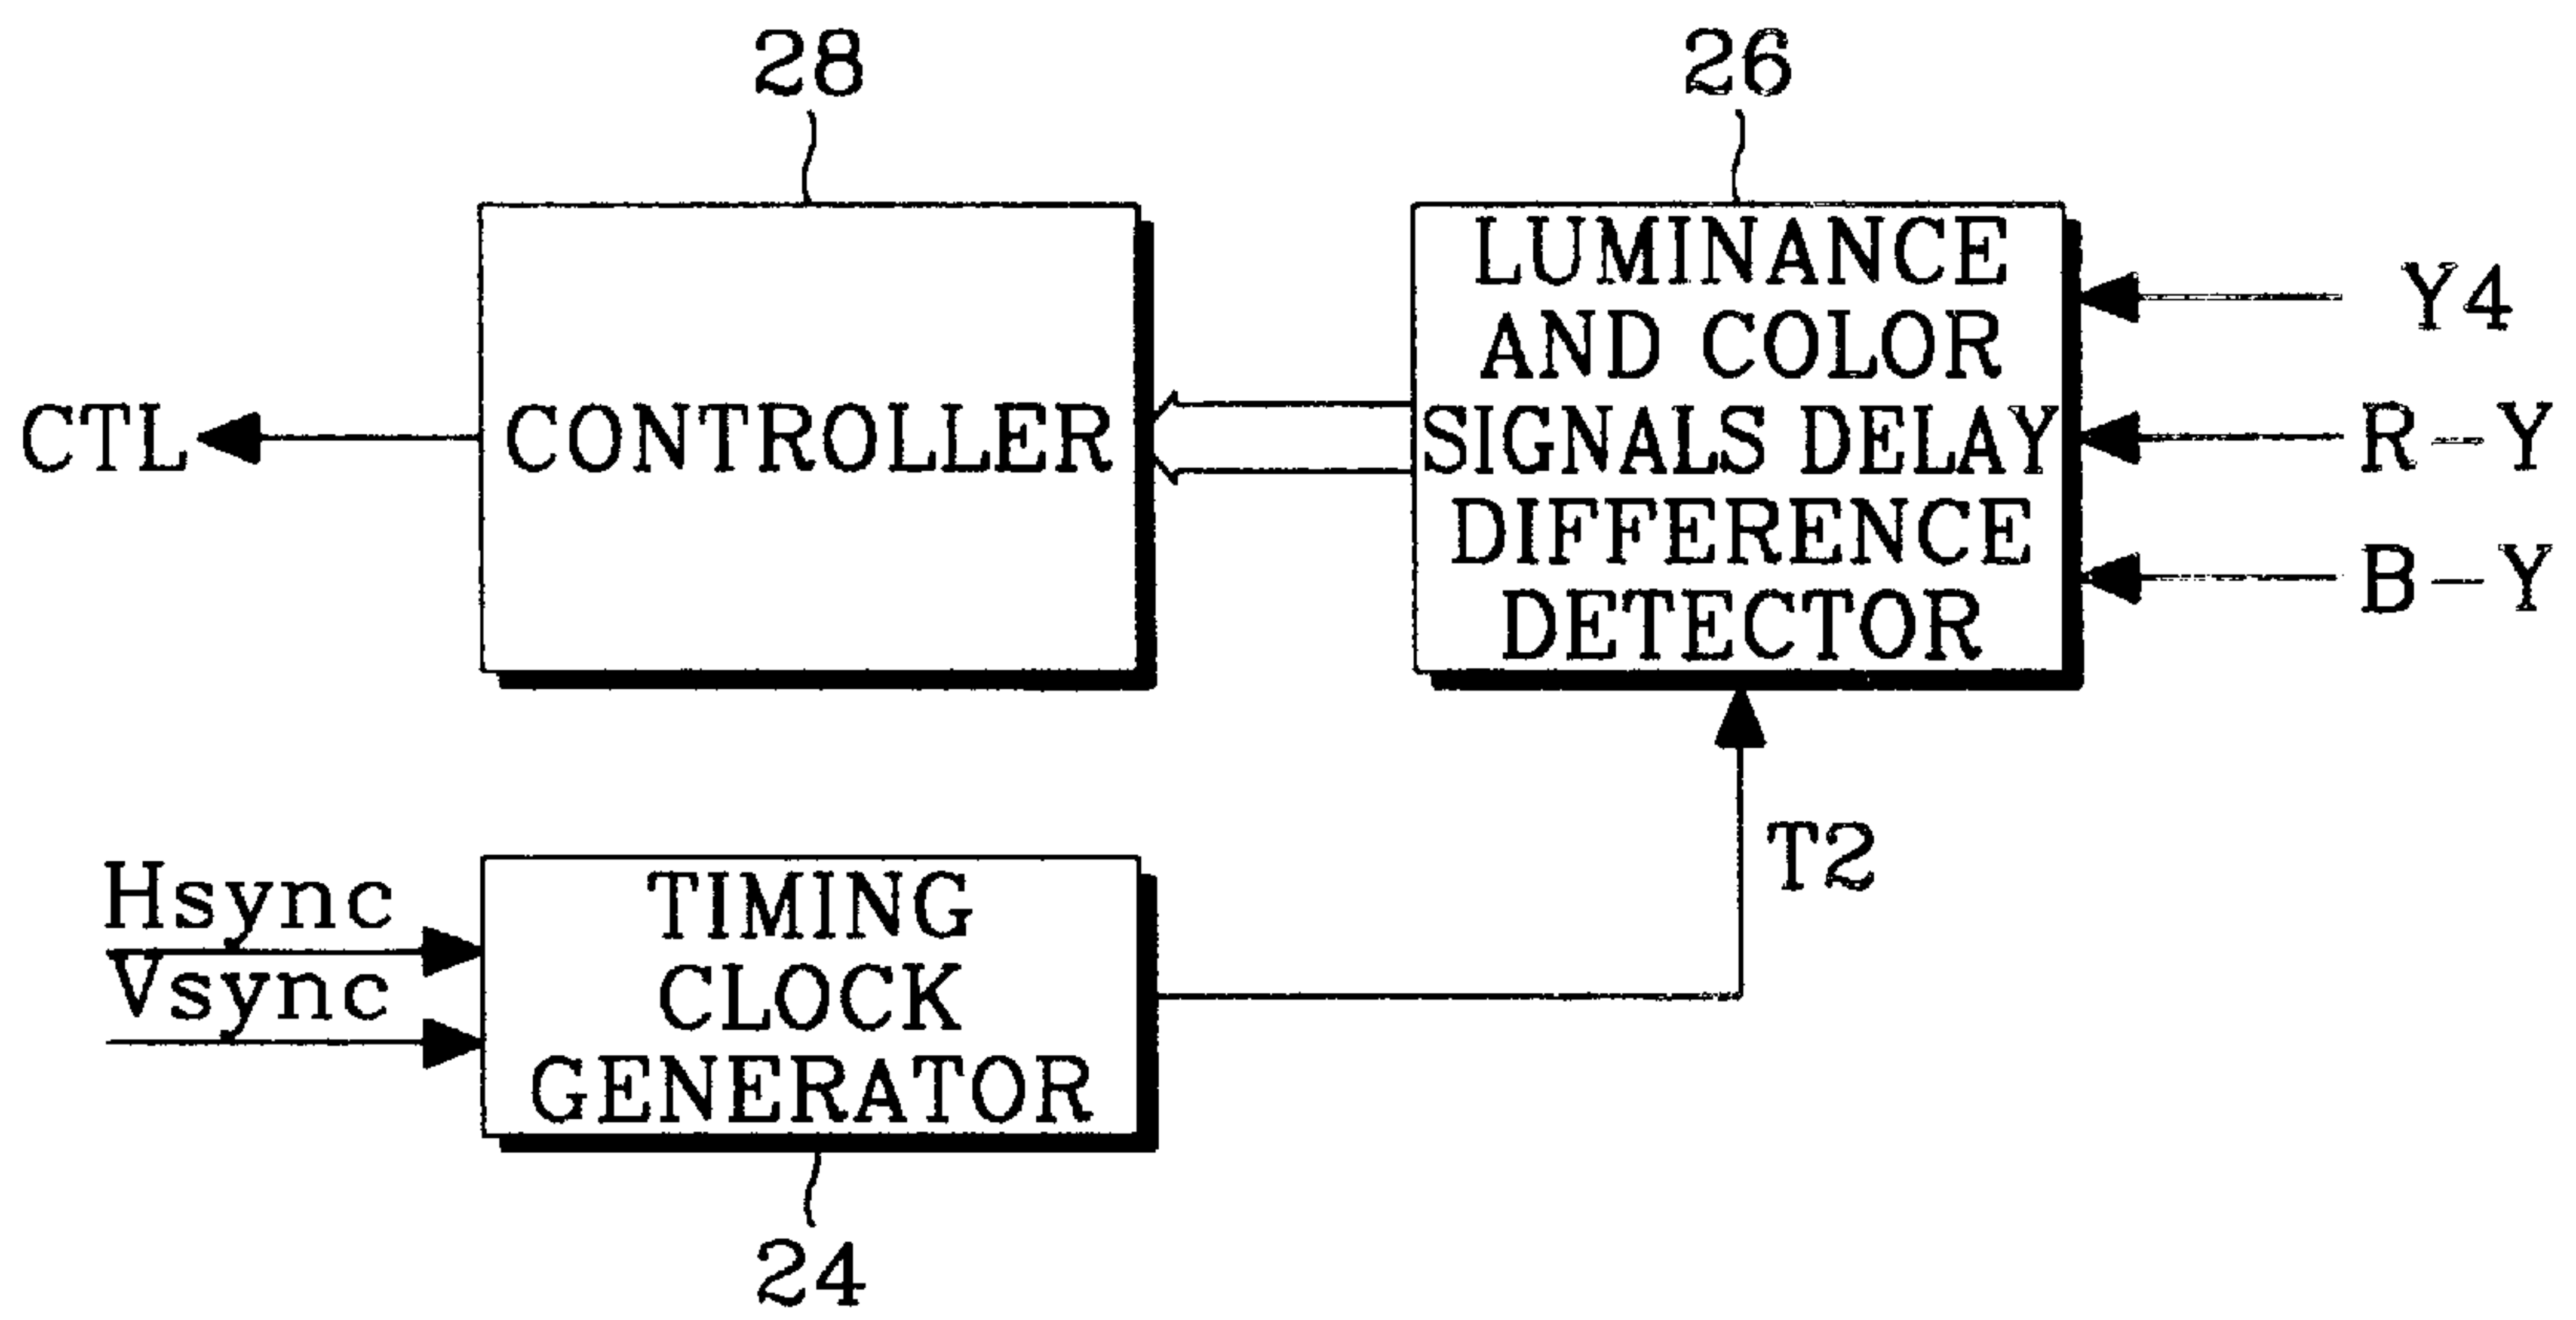 28
26
LUMINANCE
AND COLOR
SIGNALS DELAY
DIFFERENCE
DETECTOR
Y4
R-Y
B-Y
CONTROLLER
CTL
T2
Hsync
Vsync
TIMING
CLOCK
GENERATOR
24